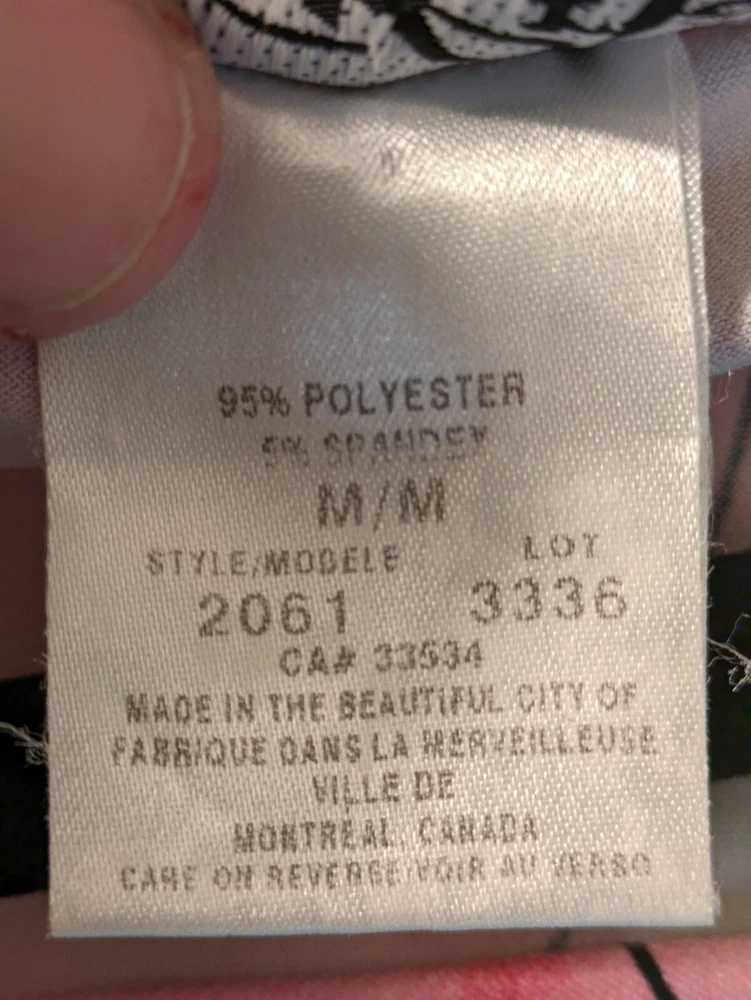 95% POLYESTER
5% SPANDEX
M/M
STYLE/MODELE LOT
2061 3336
CA# 33534
MADE IN THE BEAUTIFUL CITY OF
FABRIQUE DANS LA MERVEILLEUSE
VILLE DE
MONTREAL, CANADA
CARE ON REVERSE/VOIR AU VERSO